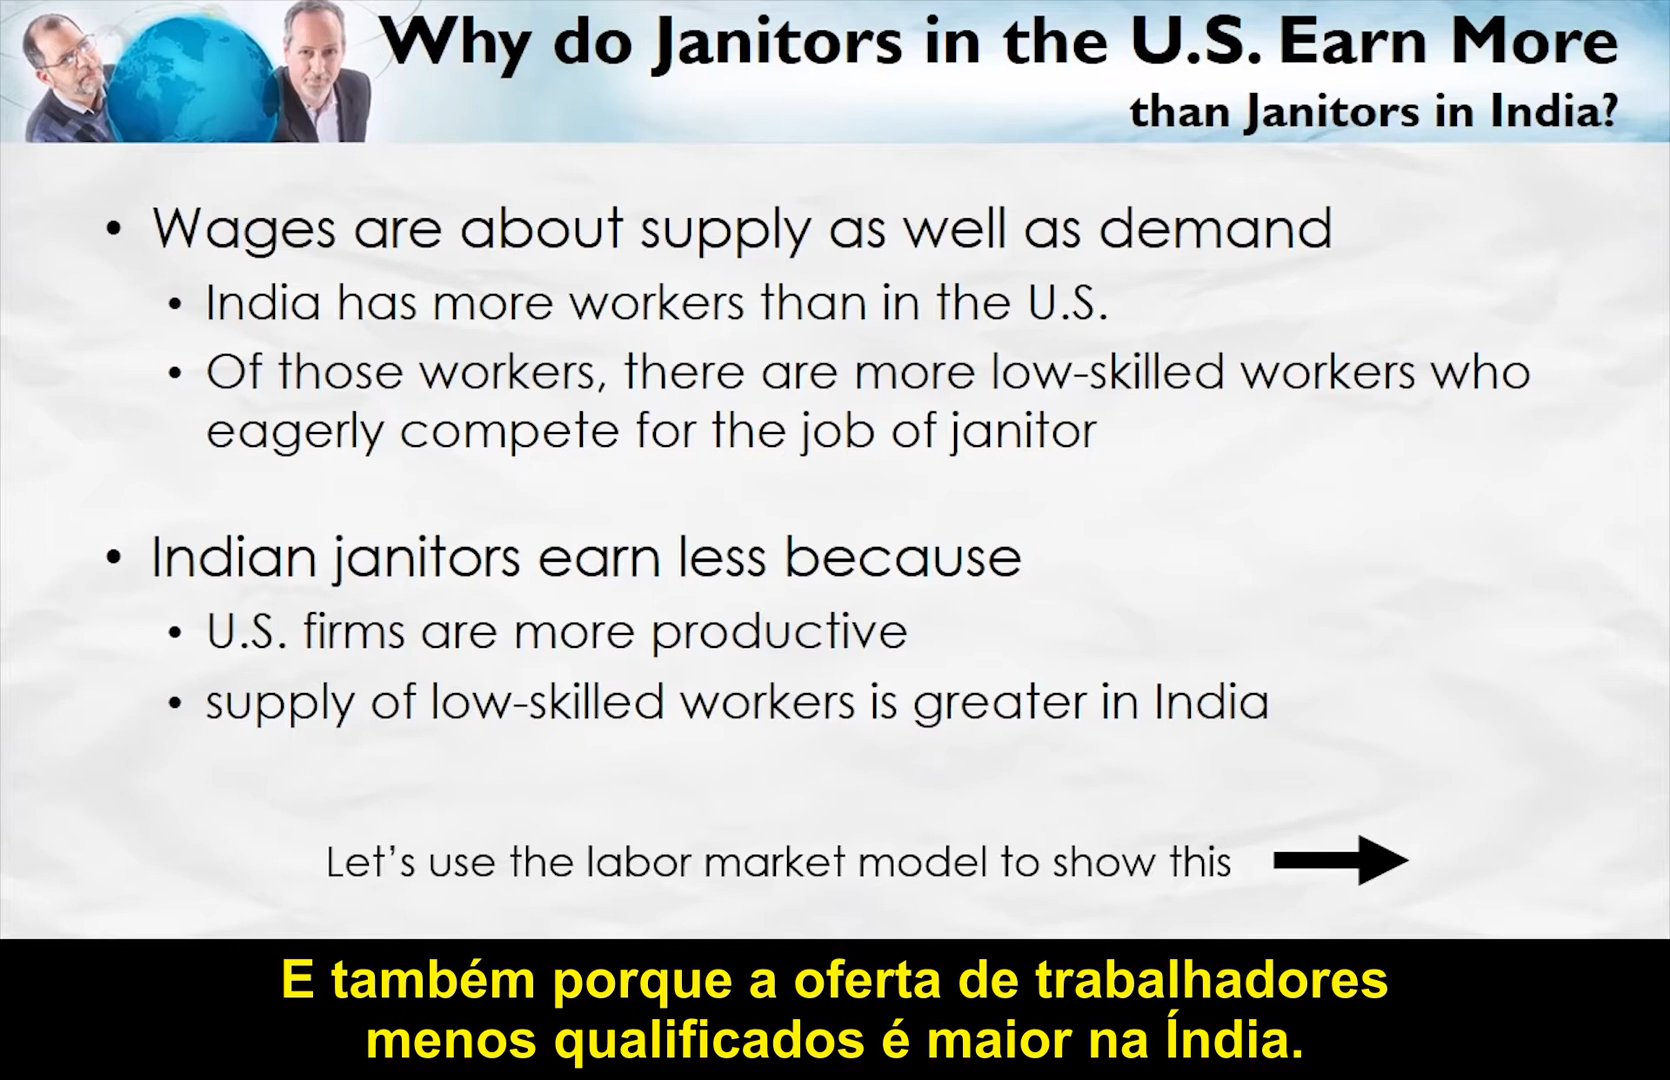 Why do Janitors in the U.S. Earn More
than Janitors in India?
• Wages are about supply as well as demand
• India has more workers than in the U.S.
• Of those workers, there are more low-skilled workers who
eagerly compete for the job of janitor
• Indian janitors earn less because
• U.S. firms are more productive
• supply of low-skilled workers is greater in India
Let's use the labor market model to show this
E também porque a oferta de trabalhadores
menos qualificados é maior na Índia.